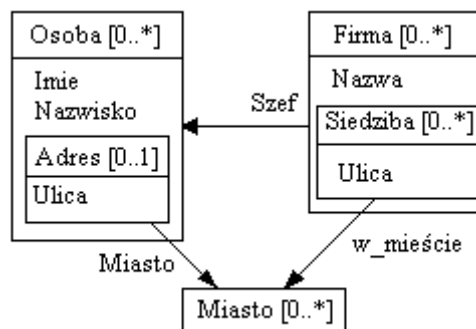 Osoba [0..*]
Imie
Nazwisko
Adres [0..1]
Ulica
Szef
Firma [0..*]
Nazwa
Siedziba [0..*]
Ulica
Miasto
w_mieście
Miasto [0..*]